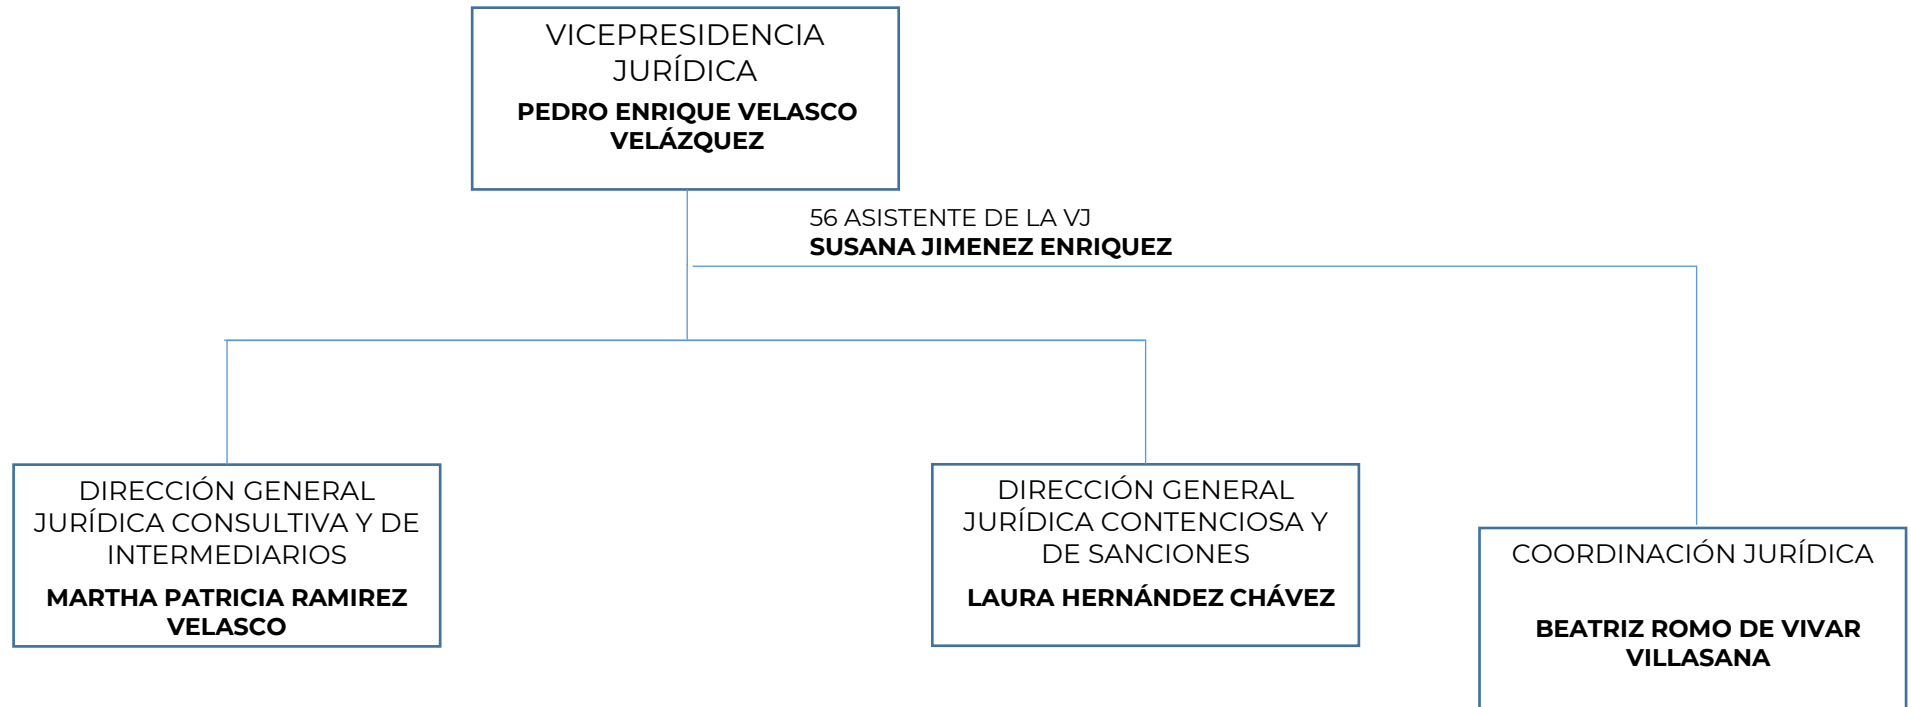 VICEPRESIDENCIA
JURÍDICA
PEDRO ENRIQUE VELASCO
VELÁZQUEZ
56 ASISTENTE DE LA VJ
SUSANA JIMENEZ ENRIQUEZ
DIRECCIÓN GENERAL
JURÍDICA CONSULTIVA Y DE
INTERMEDIARIOS
MARTHA PATRICIA RAMIREZ
VELASCO
DIRECCIÓN GENERAL
JURÍDICA CONTENCIOSA Y
DE SANCIONES
LAURA HERNÁNDEZ CHÁVEZ
COORDINACIÓN JURÍDICA
BEATRIZ ROMO DE VIVAR
VILLASANA